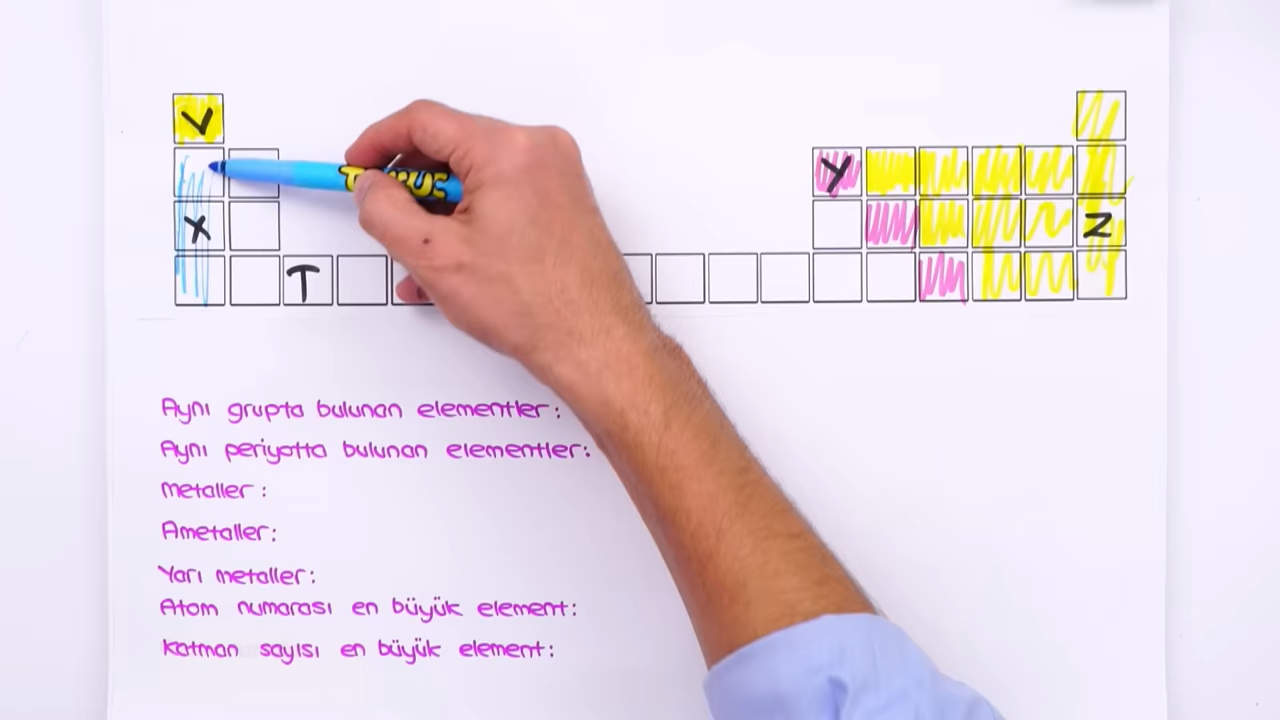 V
Y
X
Z
T
Aynı grupta bulunan elementler:
Aynı periyotta bulunan elementler:
Metaller:
Ametaller:
Yarı metaller:
Atom numarası en büyük element:
Katman sayısı en büyük element: